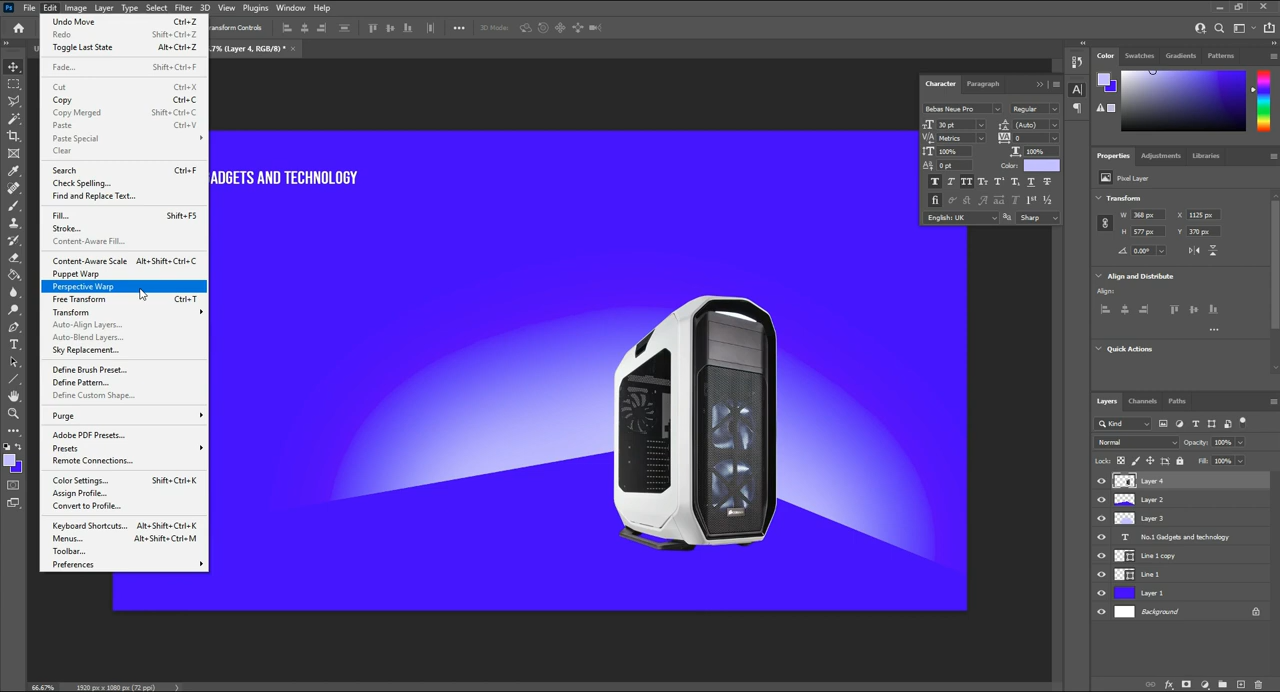 Ps File Edit Image Layer Type Select Filter 3D View Plugins Window Help
Transform Controls
3D Mode:
.7% (Layer 4, RGB/8) *
Undo Move Ctrl+Z
Redo Shift+Ctrl+Z
Toggle Last State Alt+Ctrl+Z
Fade... Shift+Ctrl+F
Cut Ctrl+X
Copy Ctrl+C
Copy Merged Shift+Ctrl+C
Paste Ctrl+V
Paste Special
Clear
Search Ctrl+F
Check Spelling...
Find and Replace Text...
Fill... Shift+F5
Stroke...
Content-Aware Fill...
Content-Aware Scale Alt+Shift+Ctrl+C
Puppet Warp
Perspective Warp
Free Transform Ctrl+T
Transform
Auto-Align Layers...
Auto-Blend Layers...
Sky Replacement...
Define Brush Preset...
Define Pattern...
Define Custom Shape...
Purge
Adobe PDF Presets...
Presets
Remote Connections...
Color Settings... Shift+Ctrl+K
Assign Profile...
Convert to Profile...
Keyboard Shortcuts... Alt+Shift+Ctrl+K
Menus... Alt+Shift+Ctrl+M
Toolbar...
Preferences
ADGETS AND TECHNOLOGY
Character Paragraph
Bebas Neue Pro Regular
30 pt (Auto)
Metrics 0
100% 100%
0 pt Color:
English: UK Sharp
Color Swatches Gradients Patterns
Properties Adjustments Libraries
Pixel Layer
Transform
W 368 px X 1125 px
H 577 px Y 370 px
0.00°
Align and Distribute
Align:
Quick Actions
Layers Channels Paths
Kind
Normal Opacity: 100%
Lock: Fill: 100%
Layer 4
Layer 2
Layer 3
No.1 Gadgets and technology
Line 1 copy
Line 1
Layer 1
Background
66.67% 1920 px x 1080 px (72 ppi)